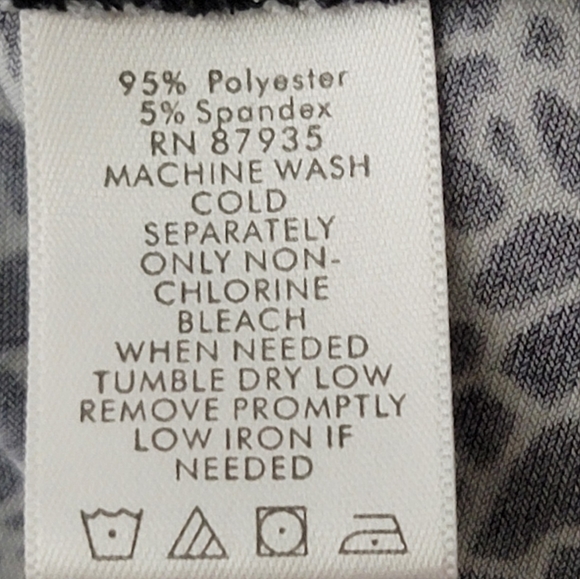 95% Polyester
5% Spandex
RN 87935
MACHINE WASH
COLD
SEPARATELY
ONLY NON-
CHLORINE
BLEACH
WHEN NEEDED
TUMBLE DRY LOW
REMOVE PROMPTLY
LOW IRON IF
NEEDED